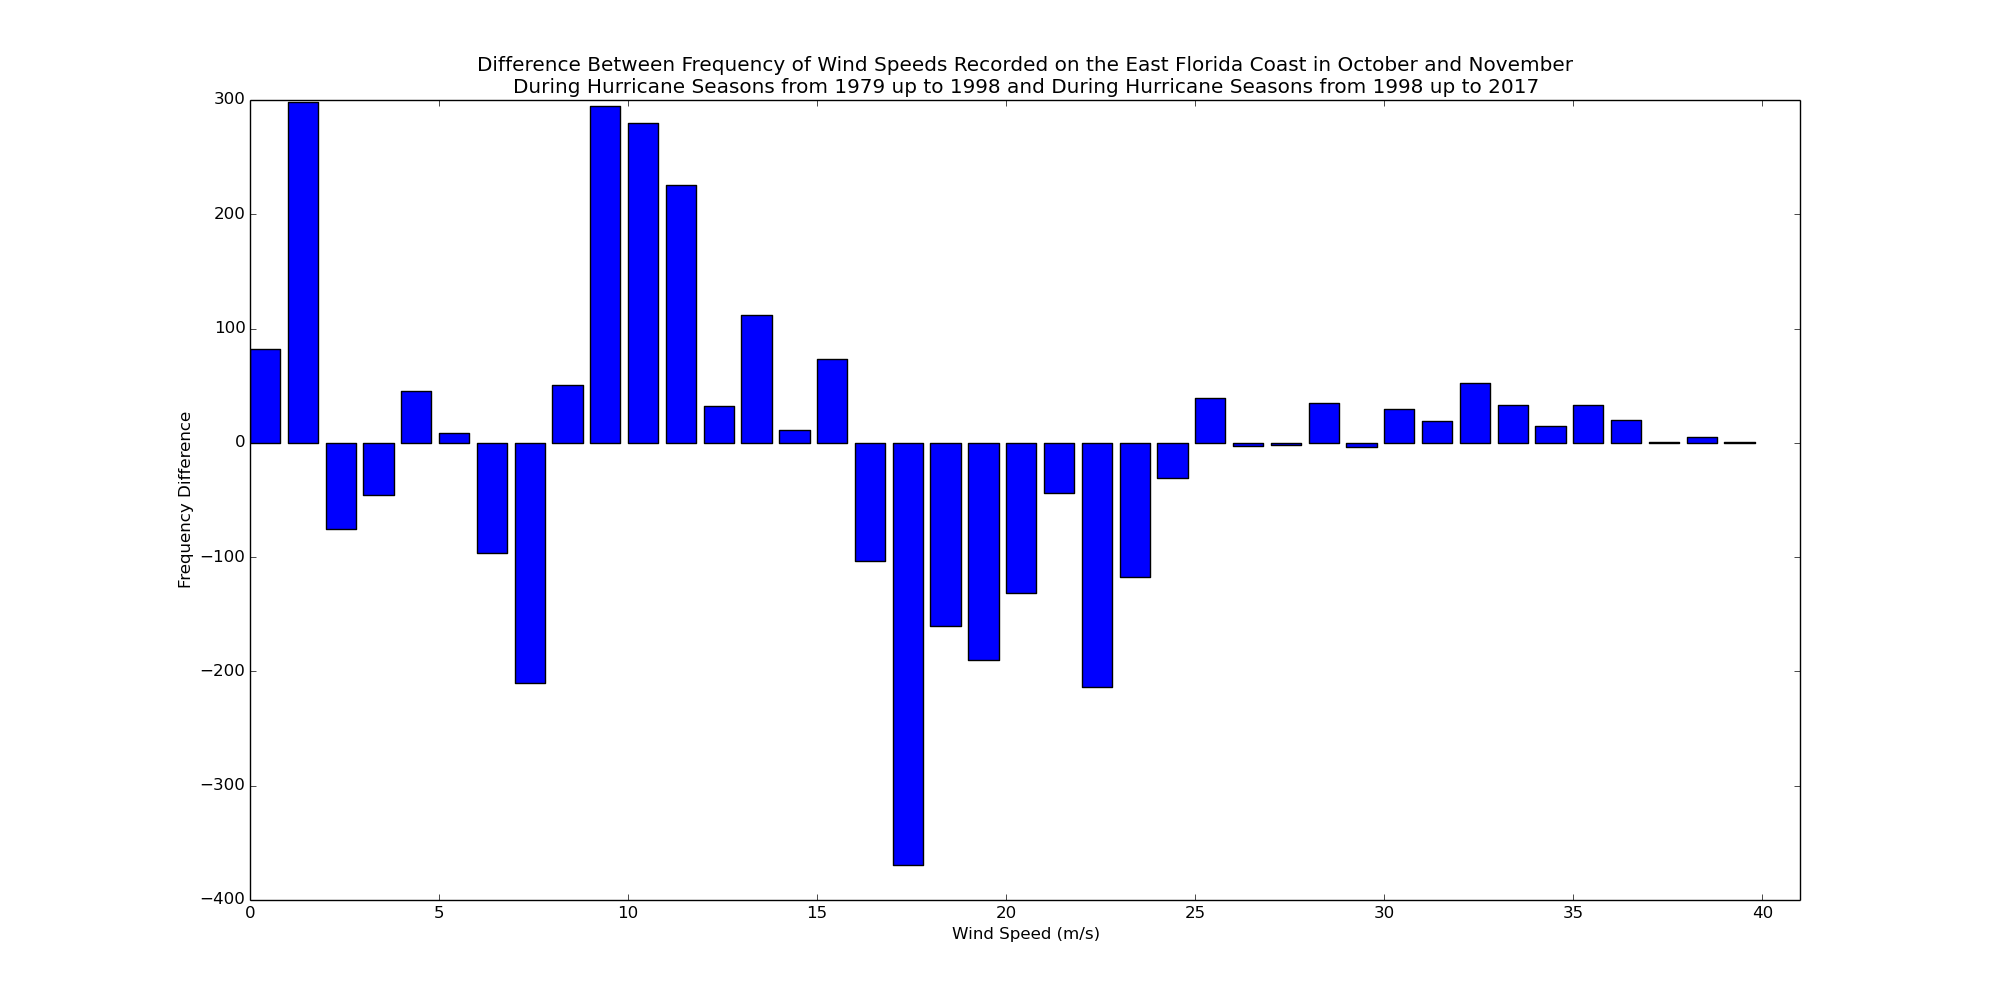 Difference Between Frequency of Wind Speeds Recorded on the East Florida Coast in October and November
During Hurricane Seasons from 1979 up to 1998 and During Hurricane Seasons from 1998 up to 2017
300
200
100
0
−100
−200
−300
−400
Frequency Difference
0 5 10 15 20 25 30 35 40
Wind Speed (m/s)